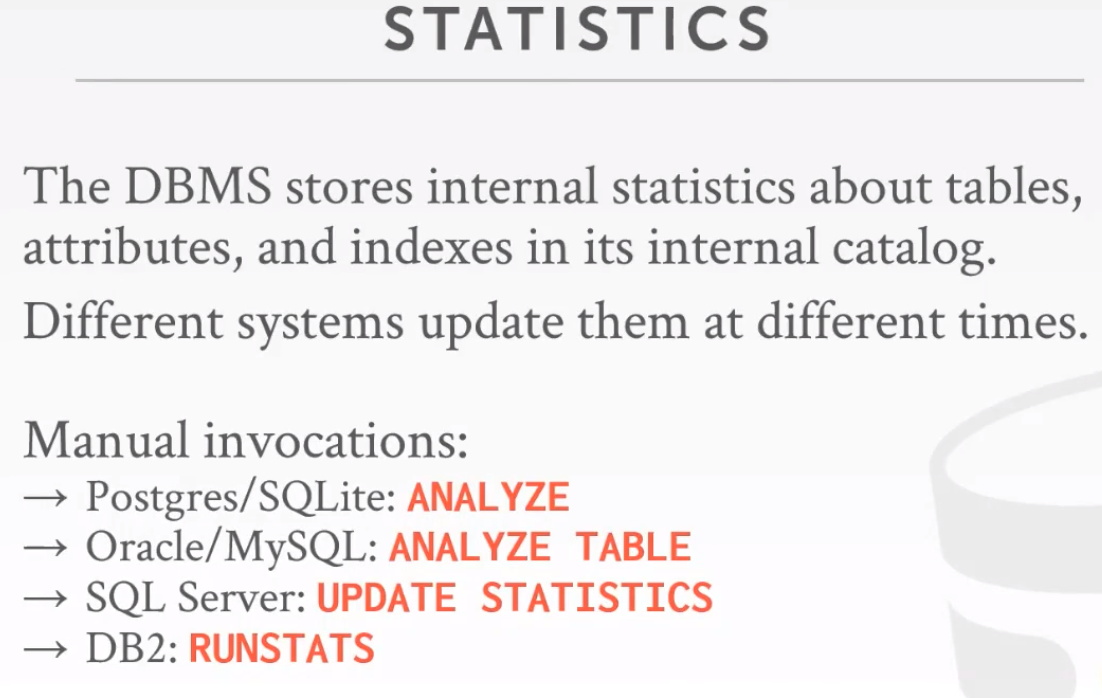 STATISTICS
The DBMS stores internal statistics about tables,
attributes, and indexes in its internal catalog.
Different systems update them at different times.
Manual invocations:
→ Postgres/SQLite: ANALYZE
→ Oracle/MySQL: ANALYZE TABLE
→ SQL Server: UPDATE STATISTICS
→ DB2: RUNSTATS